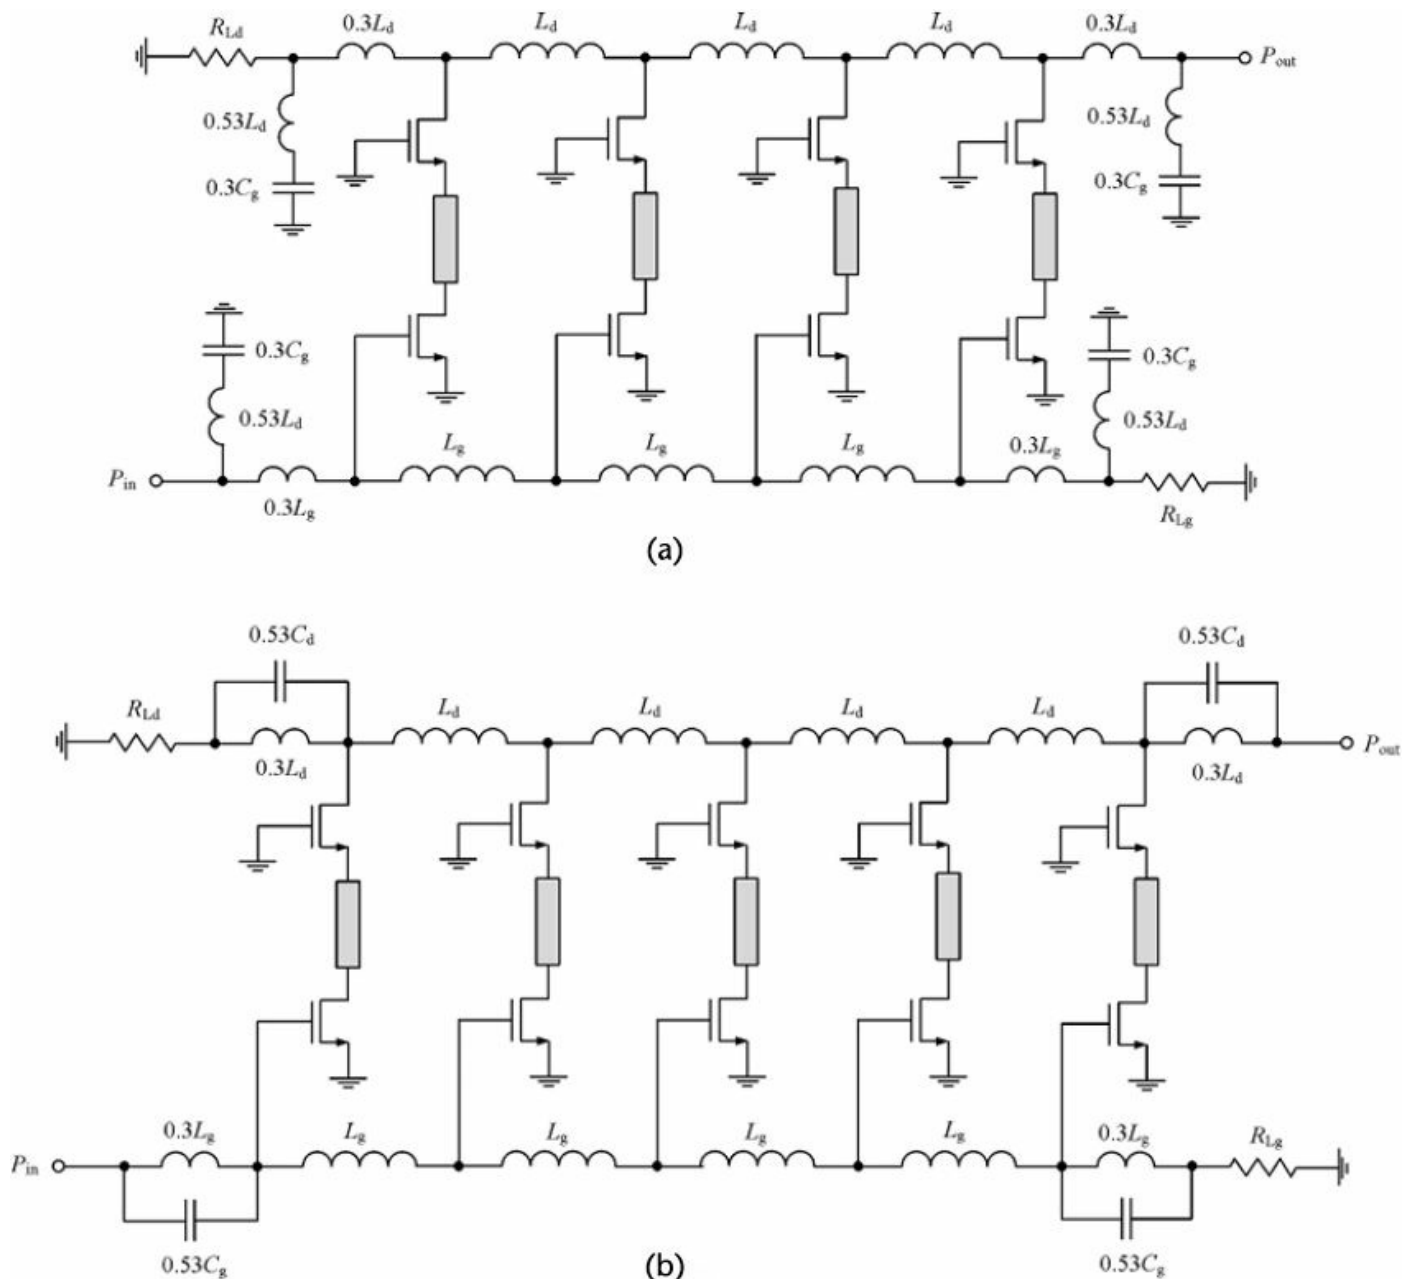 R_Ld 0.3L_d L_d L_d L_d 0.3L_d
P_out
0.53L_d 0.53L_d
0.3C_g 0.3C_g
0.3C_g 0.3C_g
0.53L_d 0.53L_d
L_g L_g L_g 0.3L_g
P_in
0.3L_g R_Lg
(a)
0.53C_d 0.53C_d
R_Ld L_d L_d L_d L_d
P_out
0.3L_d 0.3L_d
0.3L_g L_g L_g L_g L_g 0.3L_g R_Lg
P_in
0.53C_g 0.53C_g
(b)